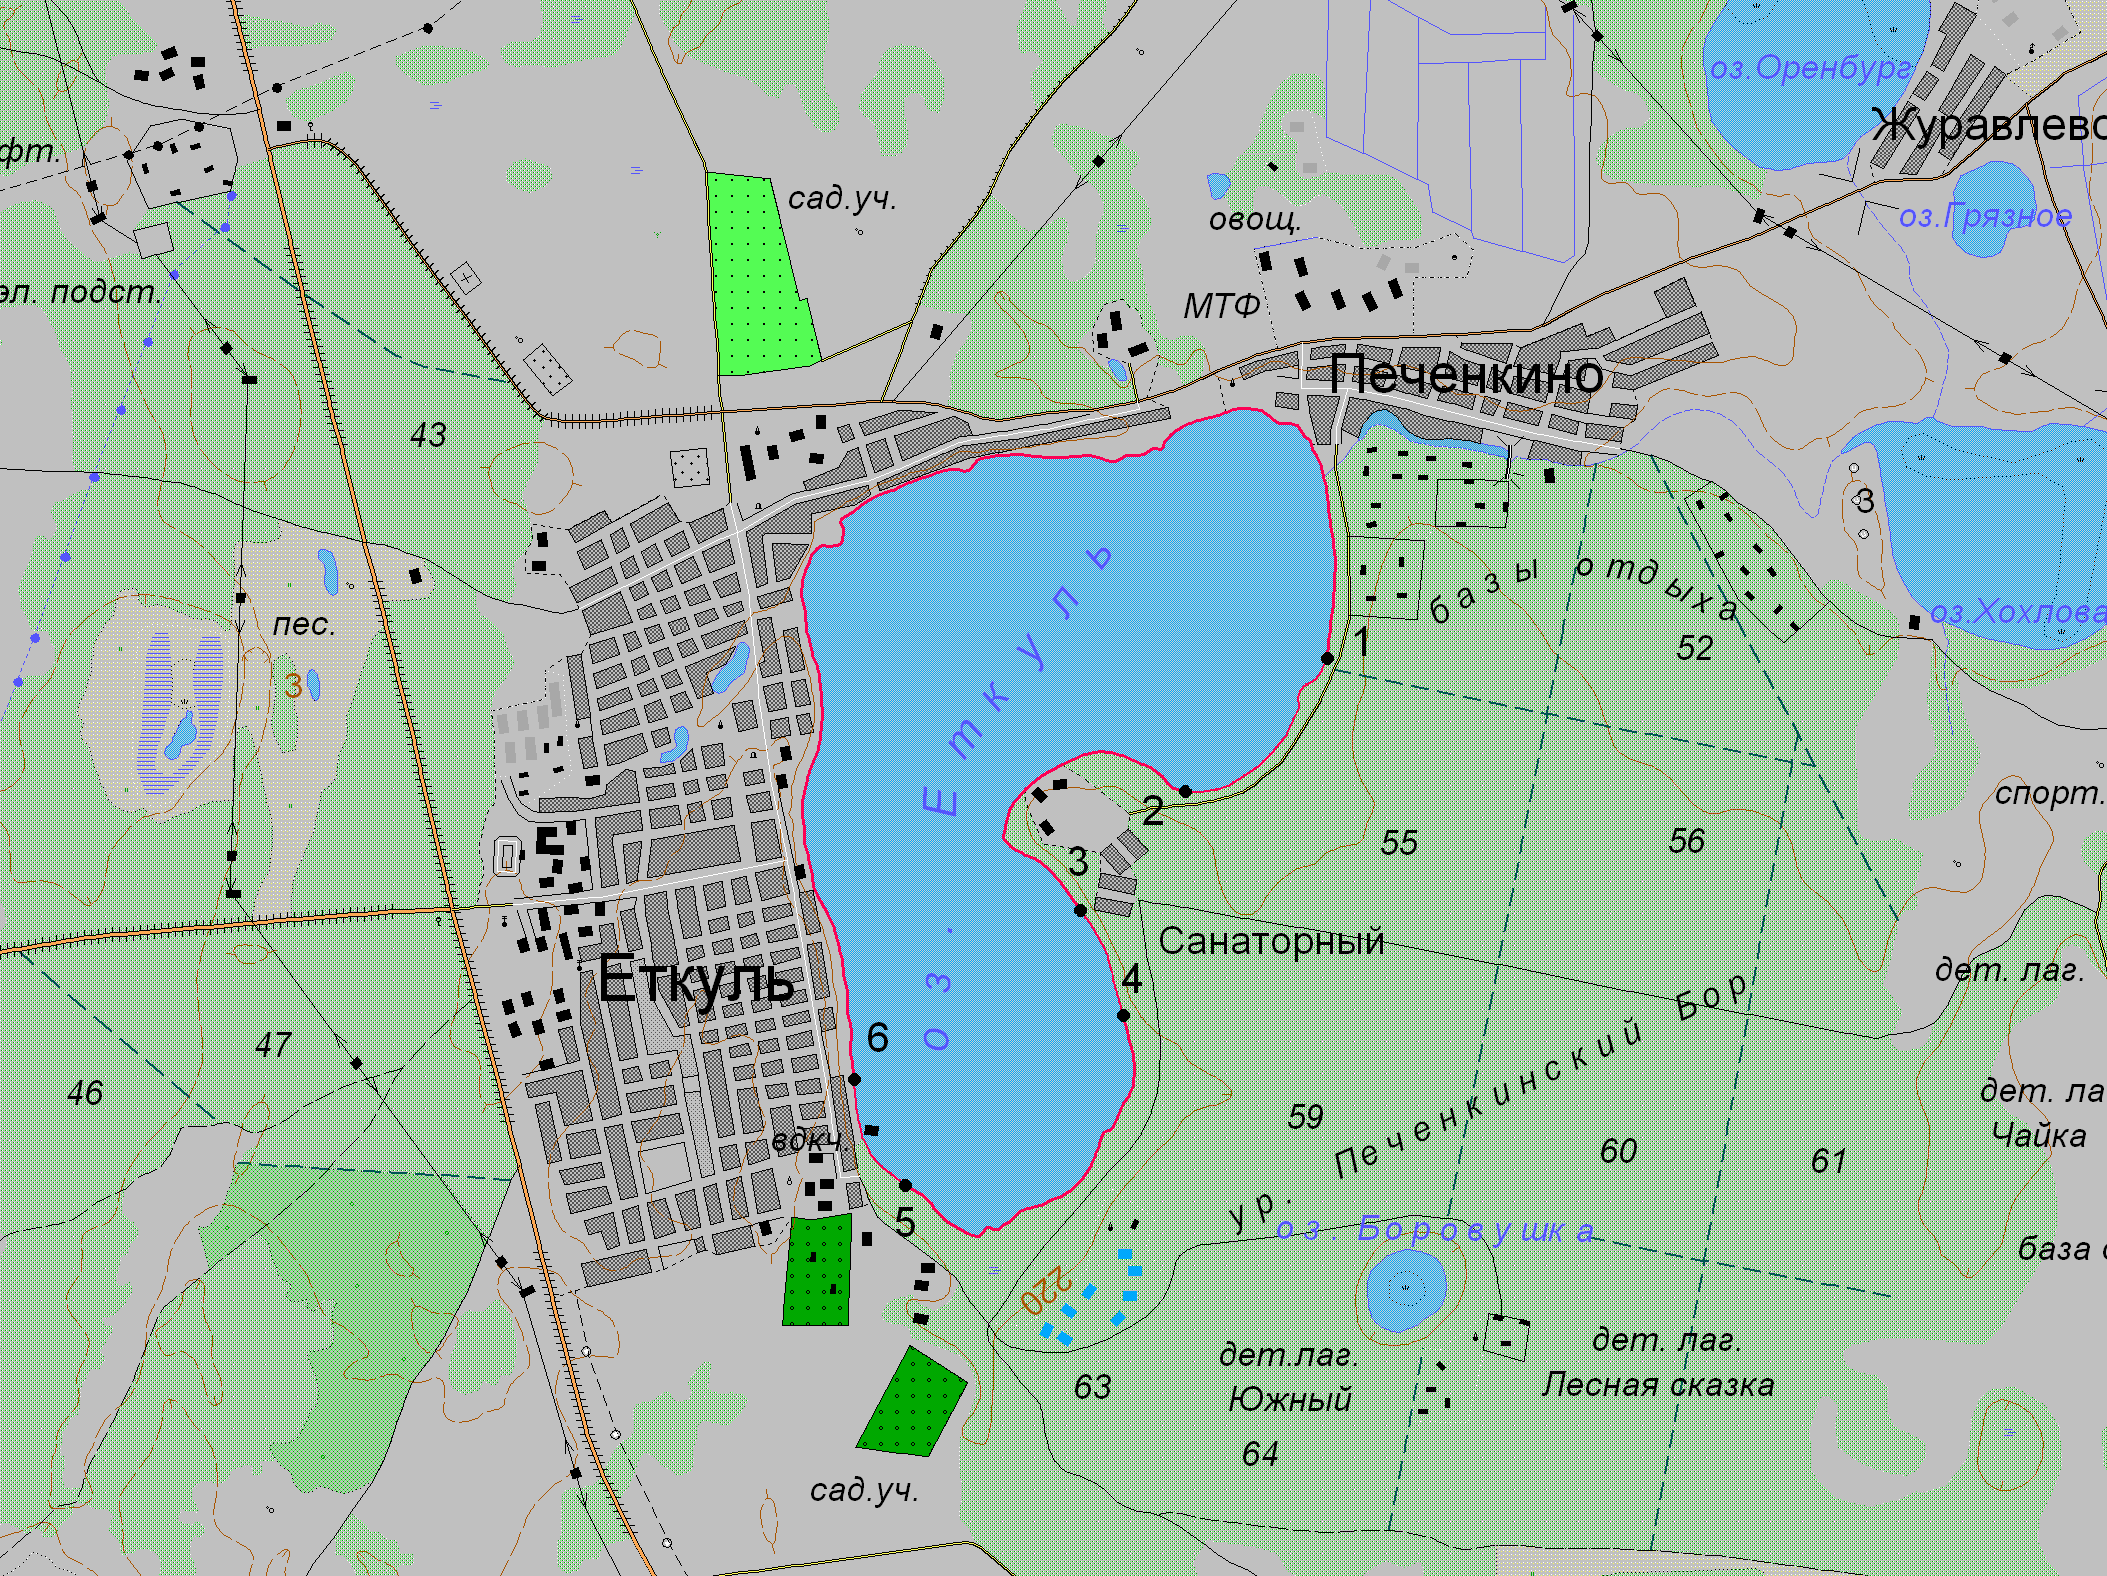 оз.Оренбург
Журавлево
фт.
сад.уч.
овощ.
оз.Грязное
эл. подст.
МТФ
Печенкино
43
3
базы отдыха
пес.
оз.Хохлова
1
52
3
оз. Еткуль
спорт.
2
55
56
3
Санаторный
4
дет. лаг.
Еткуль
6
47
46
ур. Печенкинский Бор
дет. ла
Чайка
59
вдкч.
60
61
5
оз. Боровушка
база о
220
дет.лаг.
Южный
дет. лаг.
Лесная сказка
63
64
сад.уч.